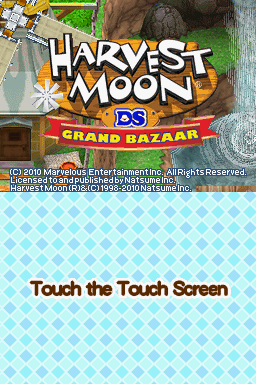 HARVEST
MOON
DS
GRAND BAZAAR
(C) 2010 Marvelous Entertainment Inc. All Rights Reserved.
Licensed to and published by Natsume Inc.
Harvest Moon (R) & (C) 1998-2010 Natsume Inc.
Touch the Touch Screen